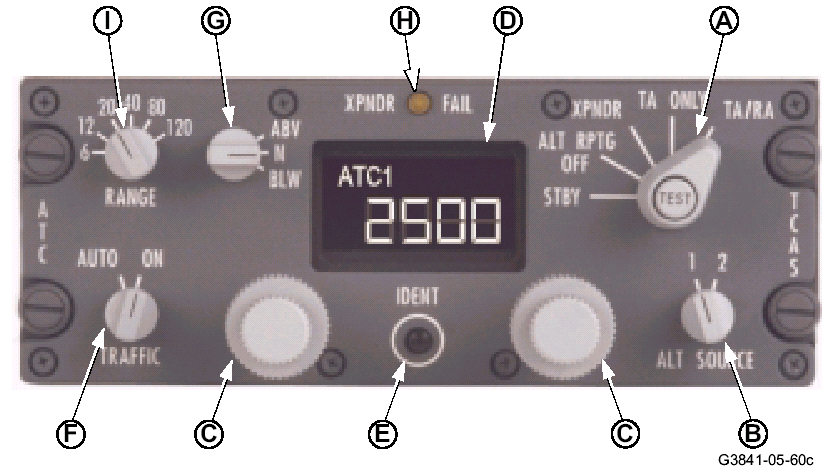 I G H D A
20 40 80
12 120
6
RANGE
ABV
N
BLW
XPNDR FAIL
ATC1
2500
XPNDR TA ONLY TA/RA
ALT RPTG
OFF
STBY
TEST
ATC
TCAS
AUTO ON
TRAFFIC
IDENT
1 2
ALT SOURCE
F C E C B
G3841-05-60c